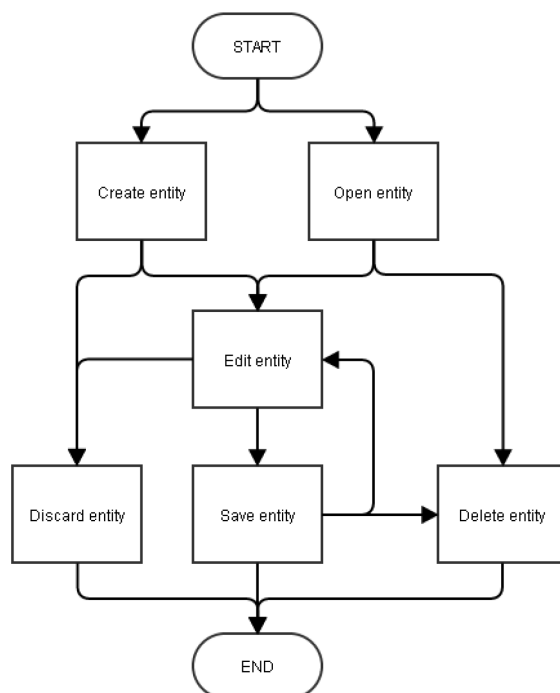 START
Create entity
Open entity
Edit entity
Discard entity
Save entity
Delete entity
END